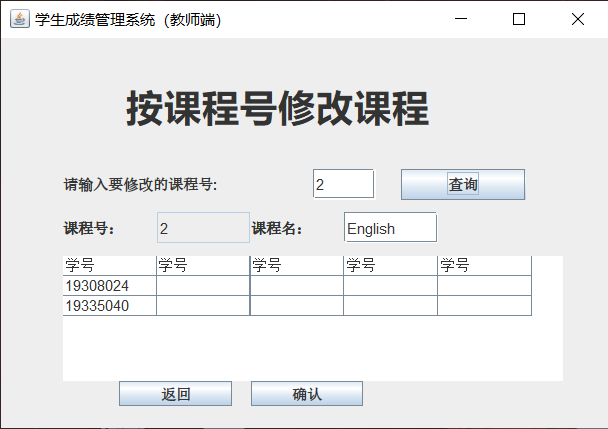 学生成绩管理系统（教师端）
按课程号修改课程
请输入要修改的课程号: 2 查询
课程号： 2 课程名： English
学号 学号 学号 学号 学号
19308024
19335040
返回 确认